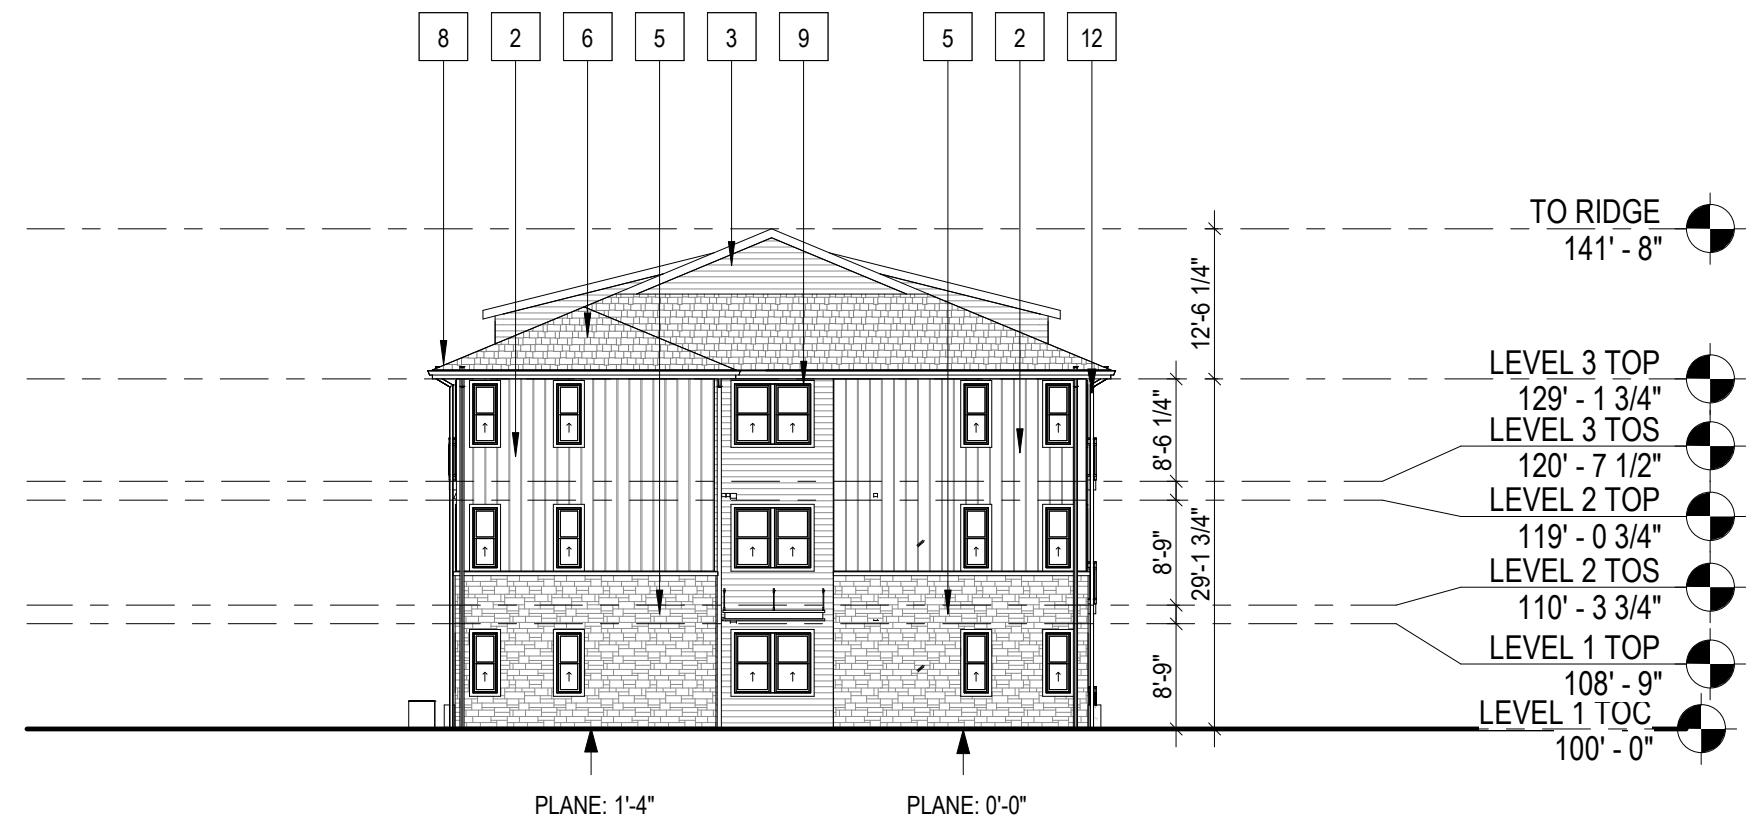 8
2
6
5
3
9
5
2
12
TO RIDGE
141' - 8"
12'-6 1/4"
LEVEL 3 TOP
129' - 1 3/4"
8'-6 1/4"
LEVEL 3 TOS
120' - 7 1/2"
LEVEL 2 TOP
119' - 0 3/4"
8'-9"
29'-1 3/4"
LEVEL 2 TOS
110' - 3 3/4"
LEVEL 1 TOP
108' - 9"
8'-9"
LEVEL 1 TOC
100' - 0"
PLANE: 1'-4"
PLANE: 0'-0"